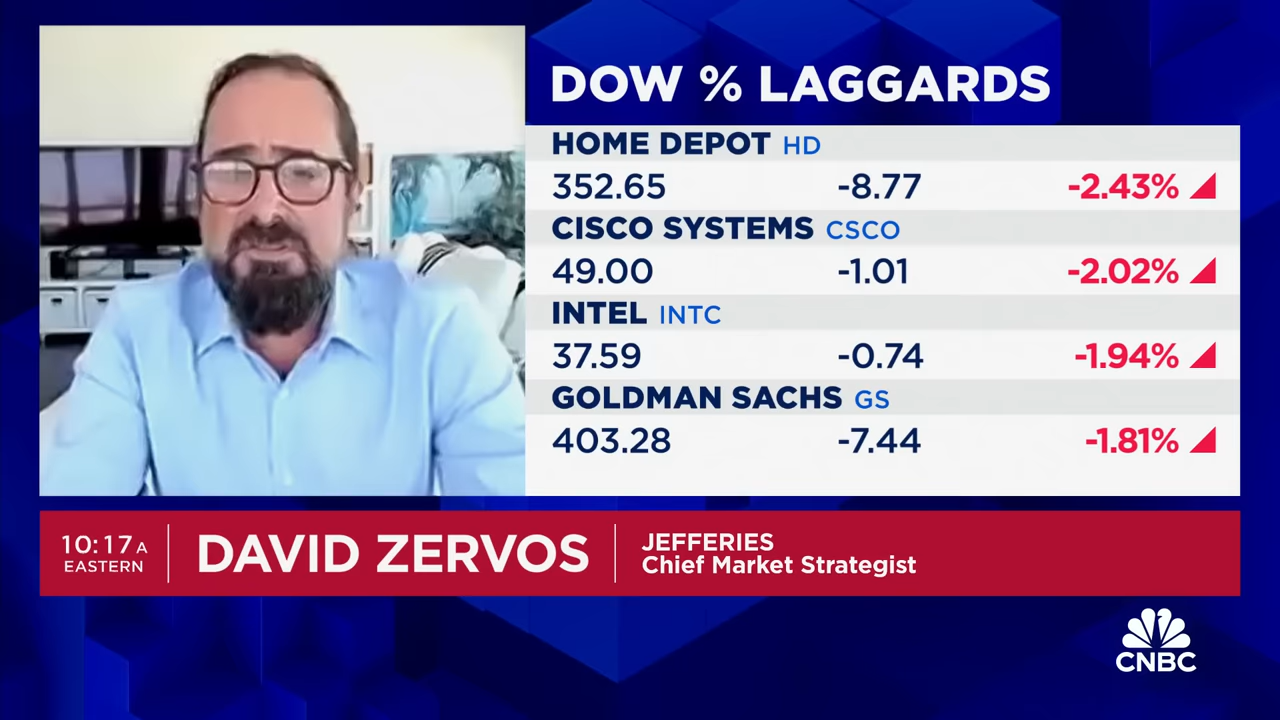 DOW % LAGGARDS
HOME DEPOT HD
352.65 -8.77 -2.43%
CISCO SYSTEMS CSCO
49.00 -1.01 -2.02%
INTEL INTC
37.59 -0.74 -1.94%
GOLDMAN SACHS GS
403.28 -7.44 -1.81%
10:17 A
EASTERN
DAVID ZERVOS
JEFFERIES
Chief Market Strategist
CNBC